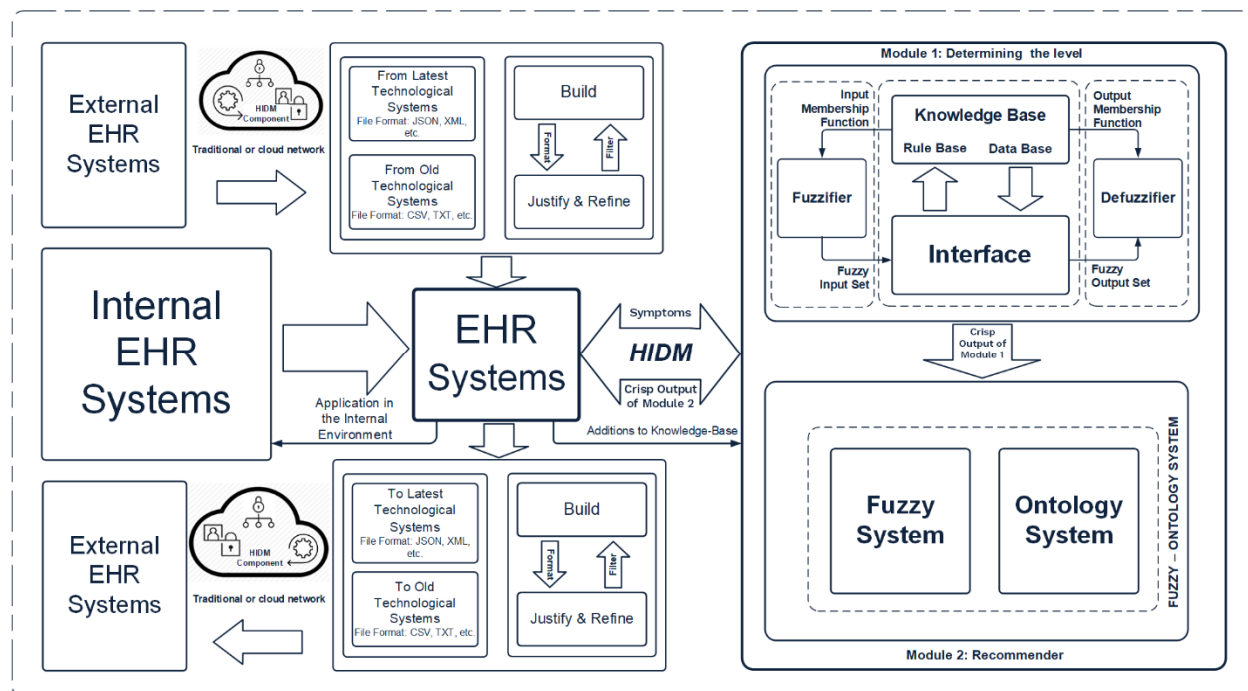 External
EHR
Systems
HIDM
Component
Traditional or cloud network
From Latest
Technological
Systems
File Format: JSON, XML,
etc.
From Old
Technological
Systems
File Format: CSV, TXT, etc.
Build
Format
Filter
Justify & Refine
Internal
EHR
Systems
Application in
the Internal
Environment
EHR
Systems
Symptoms
HIDM
Crisp Output
of Module 2
Additions to Knowledge-Base
External
EHR
Systems
HIDM
Component
Traditional or cloud network
To Latest
Technological
Systems
File Format: JSON, XML,
etc.
To Old
Technological
Systems
File Format: CSV, TXT, etc.
Build
Format
Filter
Justify & Refine
Module 1: Determining the level
Input
Membership
Function
Knowledge Base
Rule Base Data Base
Output
Membership
Function
Fuzzifier
Defuzzifier
Interface
Fuzzy
Input Set
Fuzzy
Output Set
Crisp
Output of
Module 1
Fuzzy
System
Ontology
System
FUZZY – ONTOLOGY SYSTEM
Module 2: Recommender